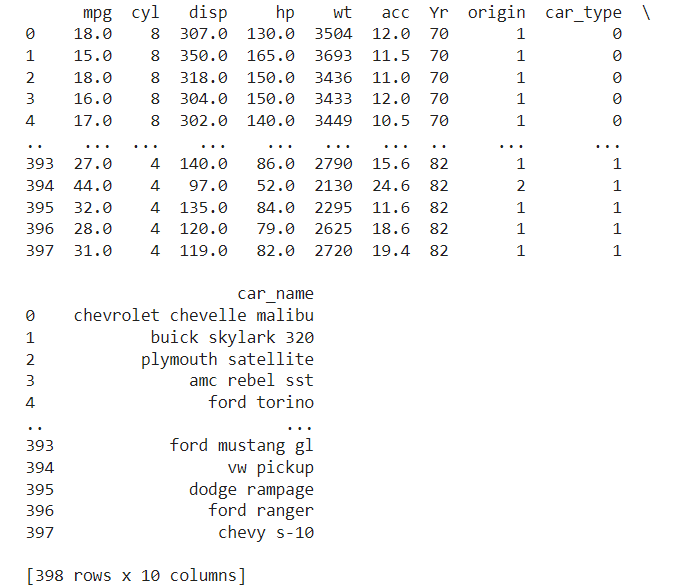 mpg  cyl   disp     hp    wt   acc  Yr  origin  car_type  \
0    18.0    8  307.0  130.0  3504  12.0  70       1         0
1    15.0    8  350.0  165.0  3693  11.5  70       1         0
2    18.0    8  318.0  150.0  3436  11.0  70       1         0
3    16.0    8  304.0  150.0  3433  12.0  70       1         0
4    17.0    8  302.0  140.0  3449  10.5  70       1         0
..    ...  ...    ...    ...   ...   ...  ..     ...       ...
393  27.0    4  140.0   86.0  2790  15.6  82       1         1
394  44.0    4   97.0   52.0  2130  24.6  82       2         1
395  32.0    4  135.0   84.0  2295  11.6  82       1         1
396  28.0    4  120.0   79.0  2625  18.6  82       1         1
397  31.0    4  119.0   82.0  2720  19.4  82       1         1
                      car_name
0    chevrolet chevelle malibu
1            buick skylark 320
2           plymouth satellite
3                amc rebel sst
4                  ford torino
..                         ...
393            ford mustang gl
394                  vw pickup
395              dodge rampage
396                ford ranger
397                 chevy s-10
[398 rows x 10 columns]